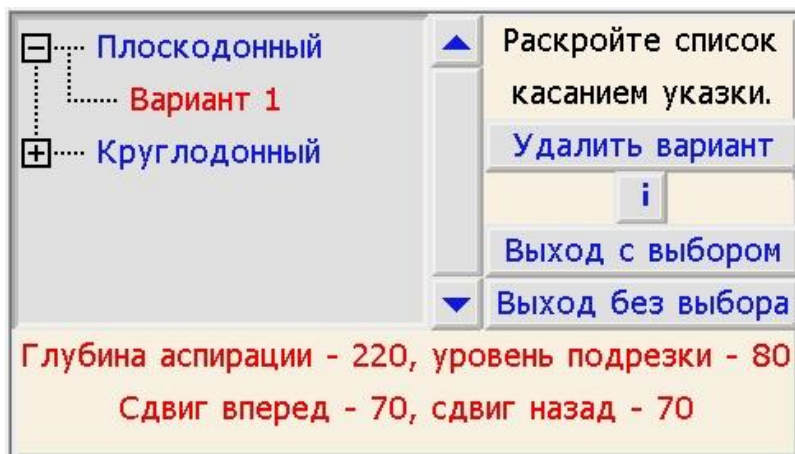 Плоскодонный
Вариант 1
Круглодонный
Раскройте список
касанием указки.
Удалить вариант
i
Выход с выбором
Выход без выбора
Глубина аспирации - 220, уровень подрезки - 80
Сдвиг вперед - 70, сдвиг назад - 70